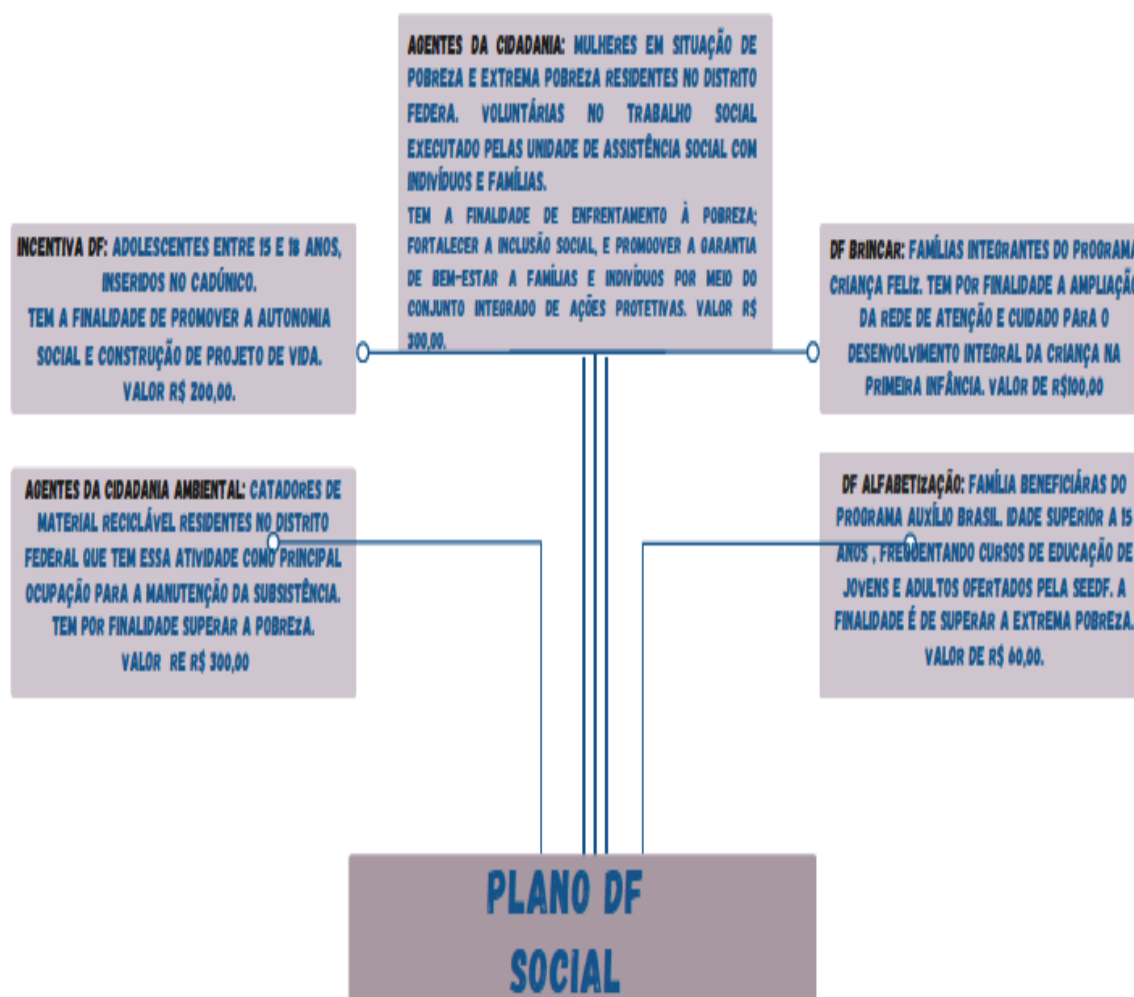 AGENTES DA CIDADANIA: MULHERES EM SITUAÇÃO DE
POBREZA E EXTREMA POBREZA RESIDENTES NO DISTRITO
FEDERA. VOLUNTÁRIAS NO TRABALHO SOCIAL
EXECUTADO PELAS UNIDADE DE ASSISTÊNCIA SOCIAL COM
INDIVÍDUOS E FAMÍLIAS.
TEM A FINALIDADE DE ENFRENTAMENTO À POBREZA;
FORTALECER A INCLUSÃO SOCIAL, E PROMOOVER A GARANTIA
DE BEM-ESTAR A FAMÍLIAS E INDIVÍDUOS POR MEIO DO
CONJUNTO INTEGRADO DE AÇÕES PROTETIVAS. VALOR R$
300,00.
INCENTIVA DF: ADOLESCENTES ENTRE 15 E 18 ANOS,
INSERIDOS NO CADÚNICO.
TEM A FINALIDADE DE PROMOVER A AUTONOMIA
SOCIAL E CONSTRUÇÃO DE PROJETO DE VIDA.
VALOR R$ 200,00.
DF BRINCAR: FAMÍLIAS INTEGRANTES DO PROGRAMA
CRIANÇA FELIZ. TEM POR FINALIDADE A AMPLIAÇÃO
DA REDE DE ATENÇÃO E CUIDADO PARA O
DESENVOLVIMENTO INTEGRAL DA CRIANÇA NA
PRIMEIRA INFÂNCIA. VALOR DE R$100,00
AGENTES DA CIDADANIA AMBIENTAL: CATADORES DE
MATERIAL RECICLÁVEL RESIDENTES NO DISTRITO
FEDERAL QUE TEM ESSA ATIVIDADE COMO PRINCIPAL
OCUPAÇÃO PARA A MANUTENÇÃO DA SUBSISTÊNCIA.
TEM POR FINALIDADE SUPERAR A POBREZA.
VALOR RE R$ 300,00
DF ALFABETIZAÇÃO: FAMÍLIA BENEFICIÁRAS DO
PROGRAMA AUXÍLIO BRASIL. IDADE SUPERIOR A 15
ANOS , FREQUENTANDO CURSOS DE EDUCAÇÃO DE
JOVENS E ADULTOS OFERTADOS PELA SEEDF. A
FINALIDADE É DE SUPERAR A EXTREMA POBREZA.
VALOR DE R$ 60,00.
PLANO DF
SOCIAL